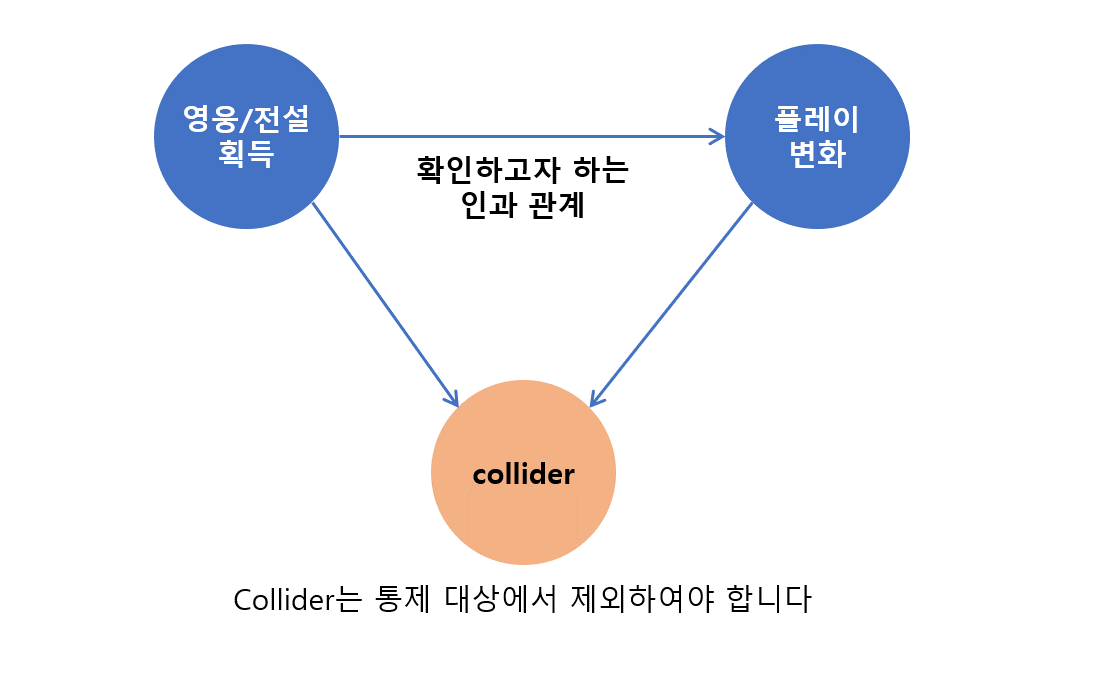 영웅/전설
획득
플레이
변화
확인하고자 하는
인과 관계
collider
Collider는 통제 대상에서 제외하여야 합니다